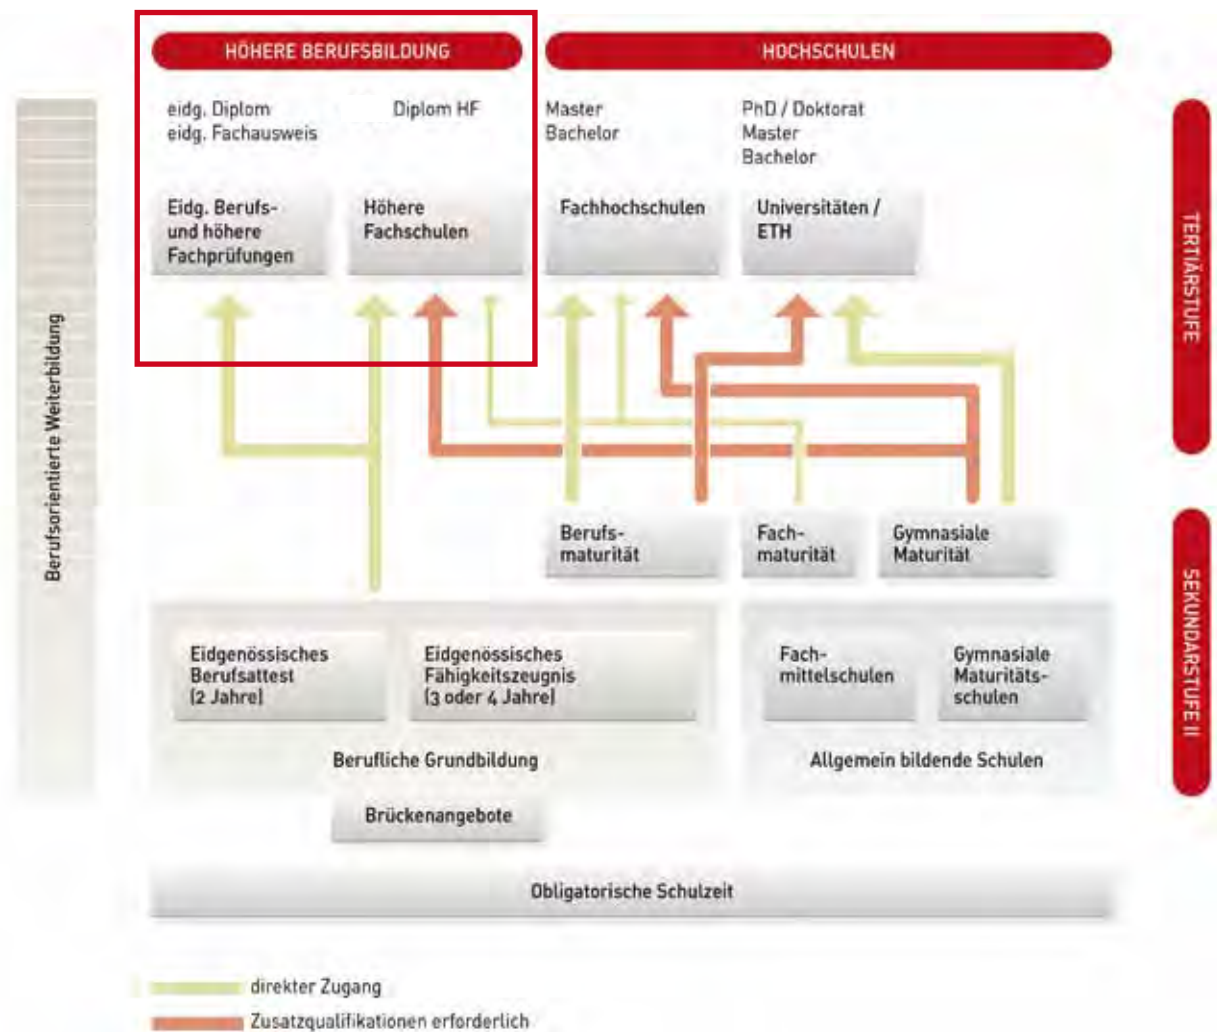 HÖHERE BERUFSBILDUNG
HOCHSCHULEN
eidg. Diplom
eidg. Fachausweis
Diplom HF
Master
Bachelor
PhD / Doktorat
Master
Bachelor
Eidg. Berufs-
und höhere
Fachprüfungen
Höhere
Fachschulen
Fachhochschulen
Universitäten /
ETH
TERTIÄRSTUFE
Berufsorientierte Weiterbildung
Berufs-
maturität
Fach-
maturität
Gymnasiale
Maturität
SEKUNDARSTUFE II
Eidgenössisches
Berufsattest
(2 Jahre)
Eidgenössisches
Fähigkeitszeugnis
(3 oder 4 Jahre)
Fach-
mittelschulen
Gymnasiale
Maturitäts-
schulen
Berufliche Grundbildung
Allgemein bildende Schulen
Brückenangebote
Obligatorische Schulzeit
direkter Zugang
Zusatzqualifikationen erforderlich